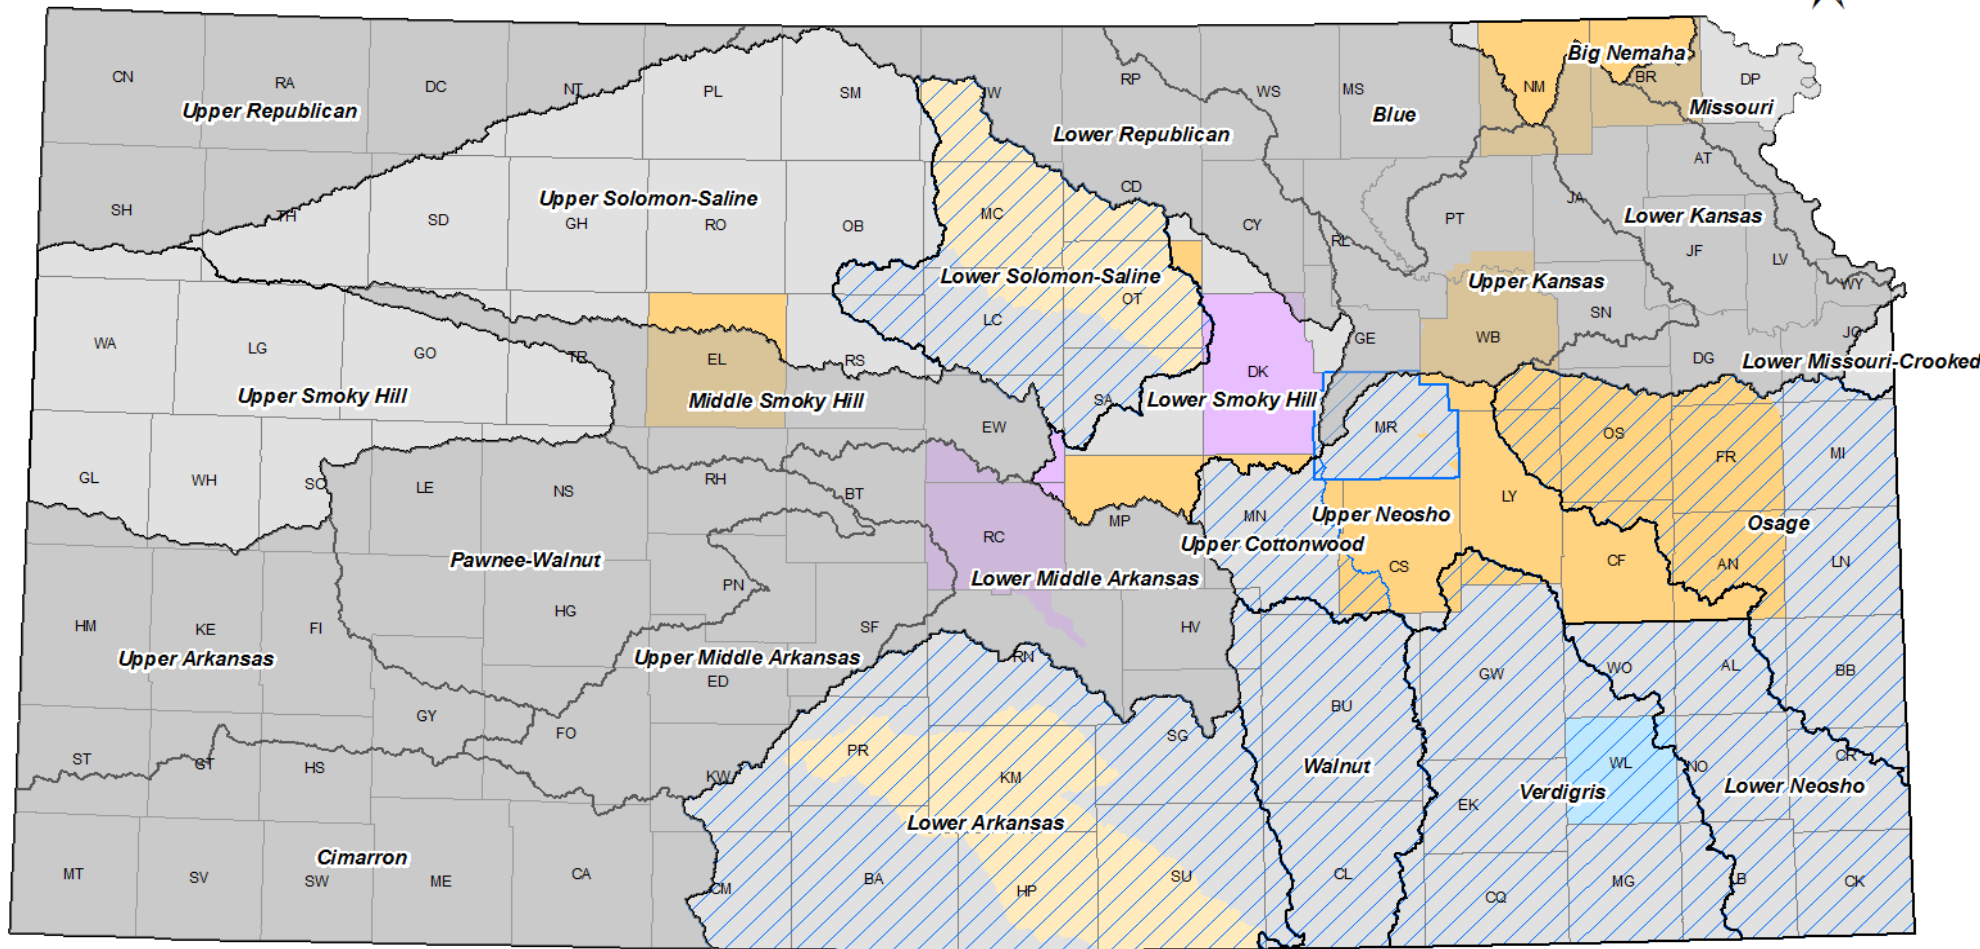 Big Nemaha
CN
RA
DC
NT
PL
SM
JW
RP
WS
MS
NM
BR
DP
Upper Republican
Lower Republican
Blue
Missouri
AT
SH
TH
SD
Upper Solomon-Saline
GH
RO
OB
MC
CD
CY
RL
PT
JA
Lower Kansas
JF
LV
WY
Lower Solomon-Saline
OT
Upper Kansas
WA
LG
GO
TR
EL
RS
LC
DK
GE
WB
SN
JO
DG
Lower Missouri-Crooked
Upper Smoky Hill
Middle Smoky Hill
SA
Lower Smoky Hill
EW
MR
OS
FR
MI
GL
WH
SC
LE
NS
RH
BT
RC
MP
MN
Upper Neosho
LY
Osage
Upper Cottonwood
Pawnee-Walnut
PN
Lower Middle Arkansas
CS
CF
AN
LN
HM
KE
FI
HG
SF
HV
Upper Arkansas
Upper Middle Arkansas
RN
ED
GW
WO
AL
BB
ST
GT
HS
GY
FO
KW
PR
KM
SG
BU
Walnut
WL
NO
CR
EK
Verdigris
Lower Neosho
Lower Arkansas
Cimarron
MT
SV
SW
ME
CA
CM
BA
HP
SU
CL
CQ
MG
LB
CK